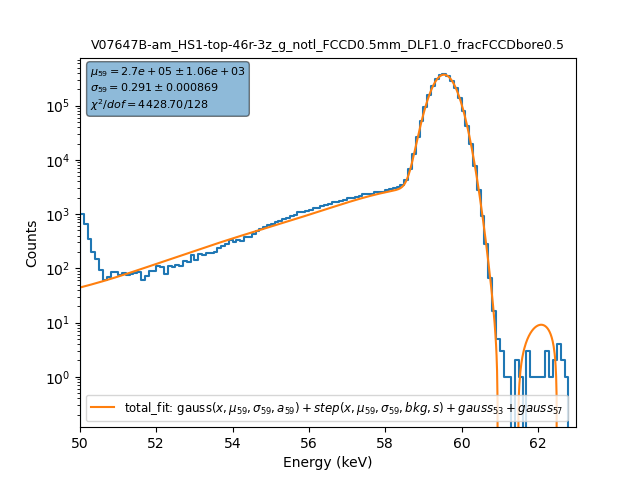 V07647B-am_HS1-top-46r-3z_g_notl_FCCD0.5mm_DLF1.0_fracFCCDbore0.5
μ₅₉ = 2.7e + 05 ± 1.06e + 03
σ₅₉ = 0.291 ± 0.000869
χ²/dof = 4428.70/128
Counts
10⁵
10⁴
10³
10²
10¹
10⁰
total_fit: gauss(x, μ₅₉, σ₅₉, a₅₉) + step(x, μ₅₉, σ₅₉, bkg, s) + gauss₅₃ + gauss₅₇
50 52 54 56 58 60 62
Energy (keV)